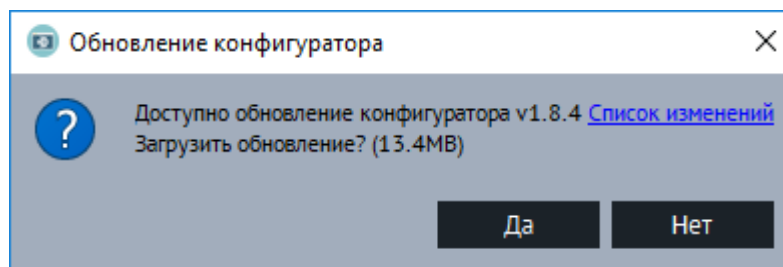 Обновление конфигуратора
Доступно обновление конфигуратора v1.8.4 Список изменений
Загрузить обновление? (13.4MB)
Да Нет